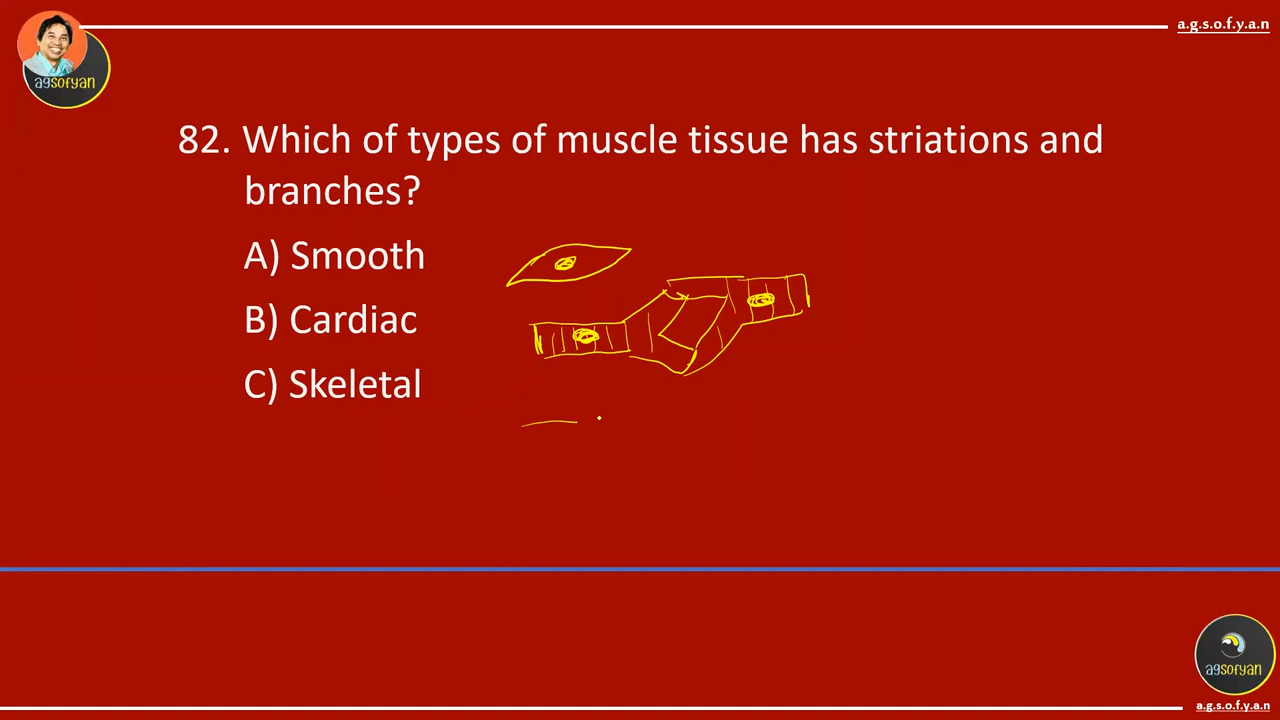 a.g.s.o.f.y.a.n
agsofyan
82. Which of types of muscle tissue has striations and
branches?
A) Smooth
B) Cardiac
C) Skeletal
agsofyan
a.g.s.o.f.y.a.n